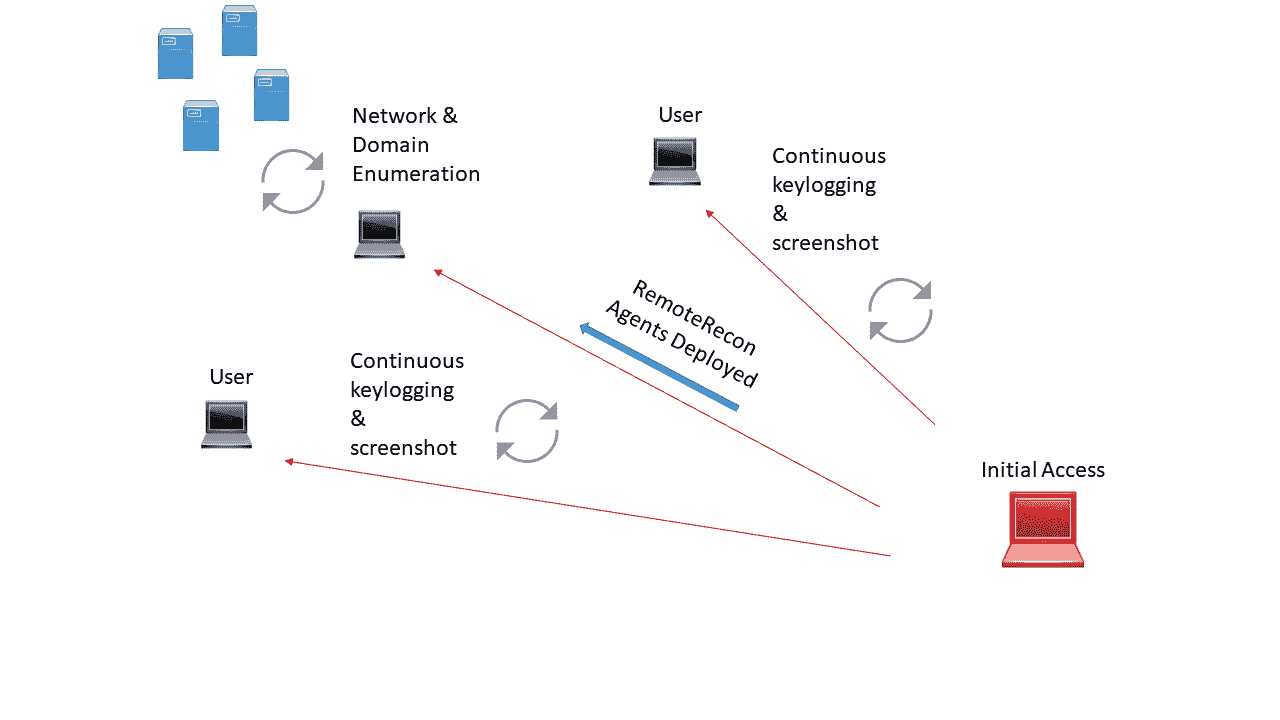 Network &
Domain
Enumeration
User
Continuous
keylogging
&
screenshot
RemoteRecon
Agents Deployed
User
Continuous
keylogging
&
screenshot
Initial Access